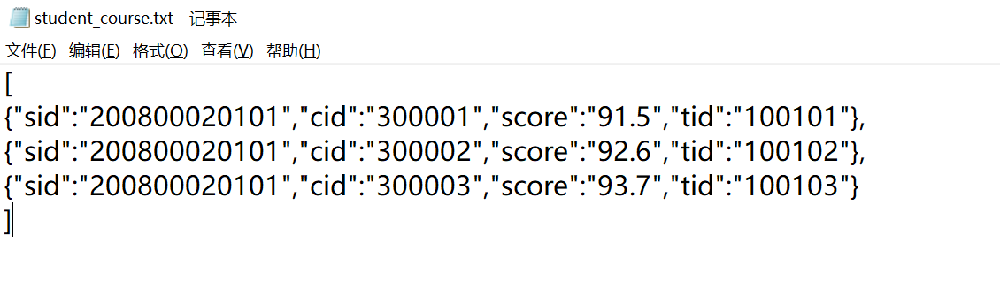 student_course.txt - 记事本
文件(F) 编辑(E) 格式(O) 查看(V) 帮助(H)
[
{"sid":"200800020101","cid":"300001","score":"91.5","tid":"100101"},
{"sid":"200800020101","cid":"300002","score":"92.6","tid":"100102"},
{"sid":"200800020101","cid":"300003","score":"93.7","tid":"100103"}
]